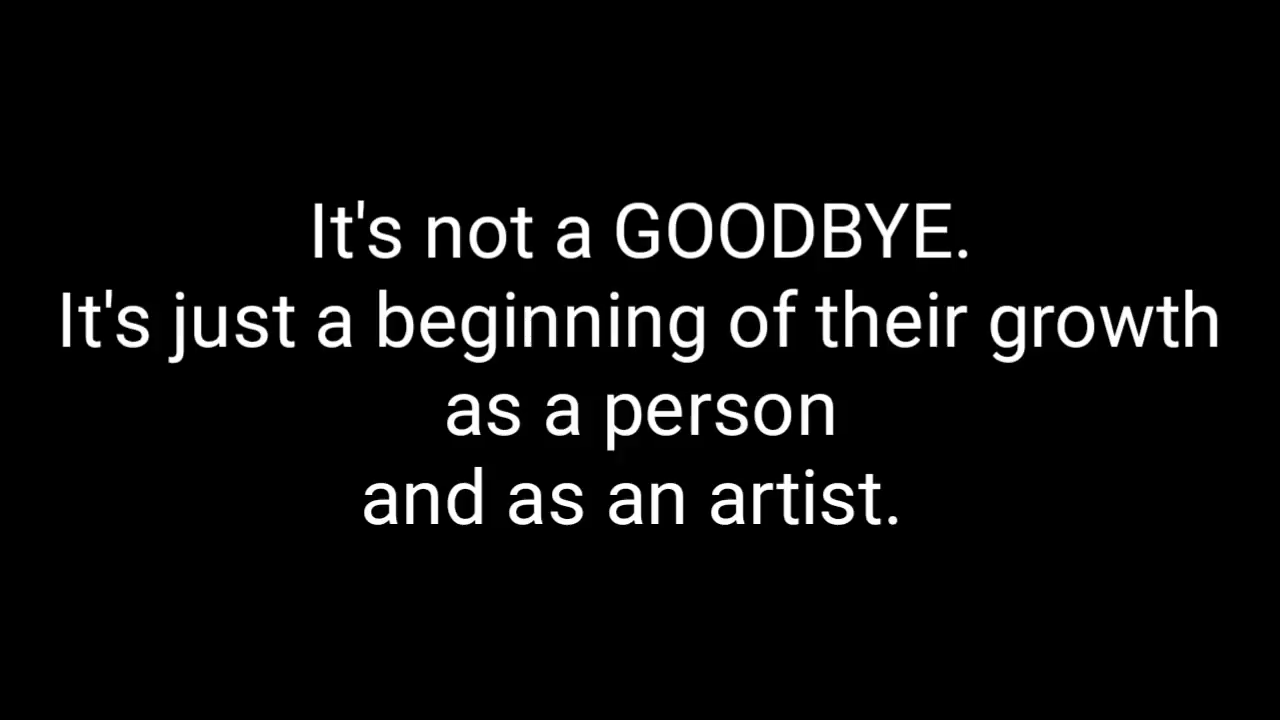 It's not a GOODBYE.
It's just a beginning of their growth
as a person
and as an artist.